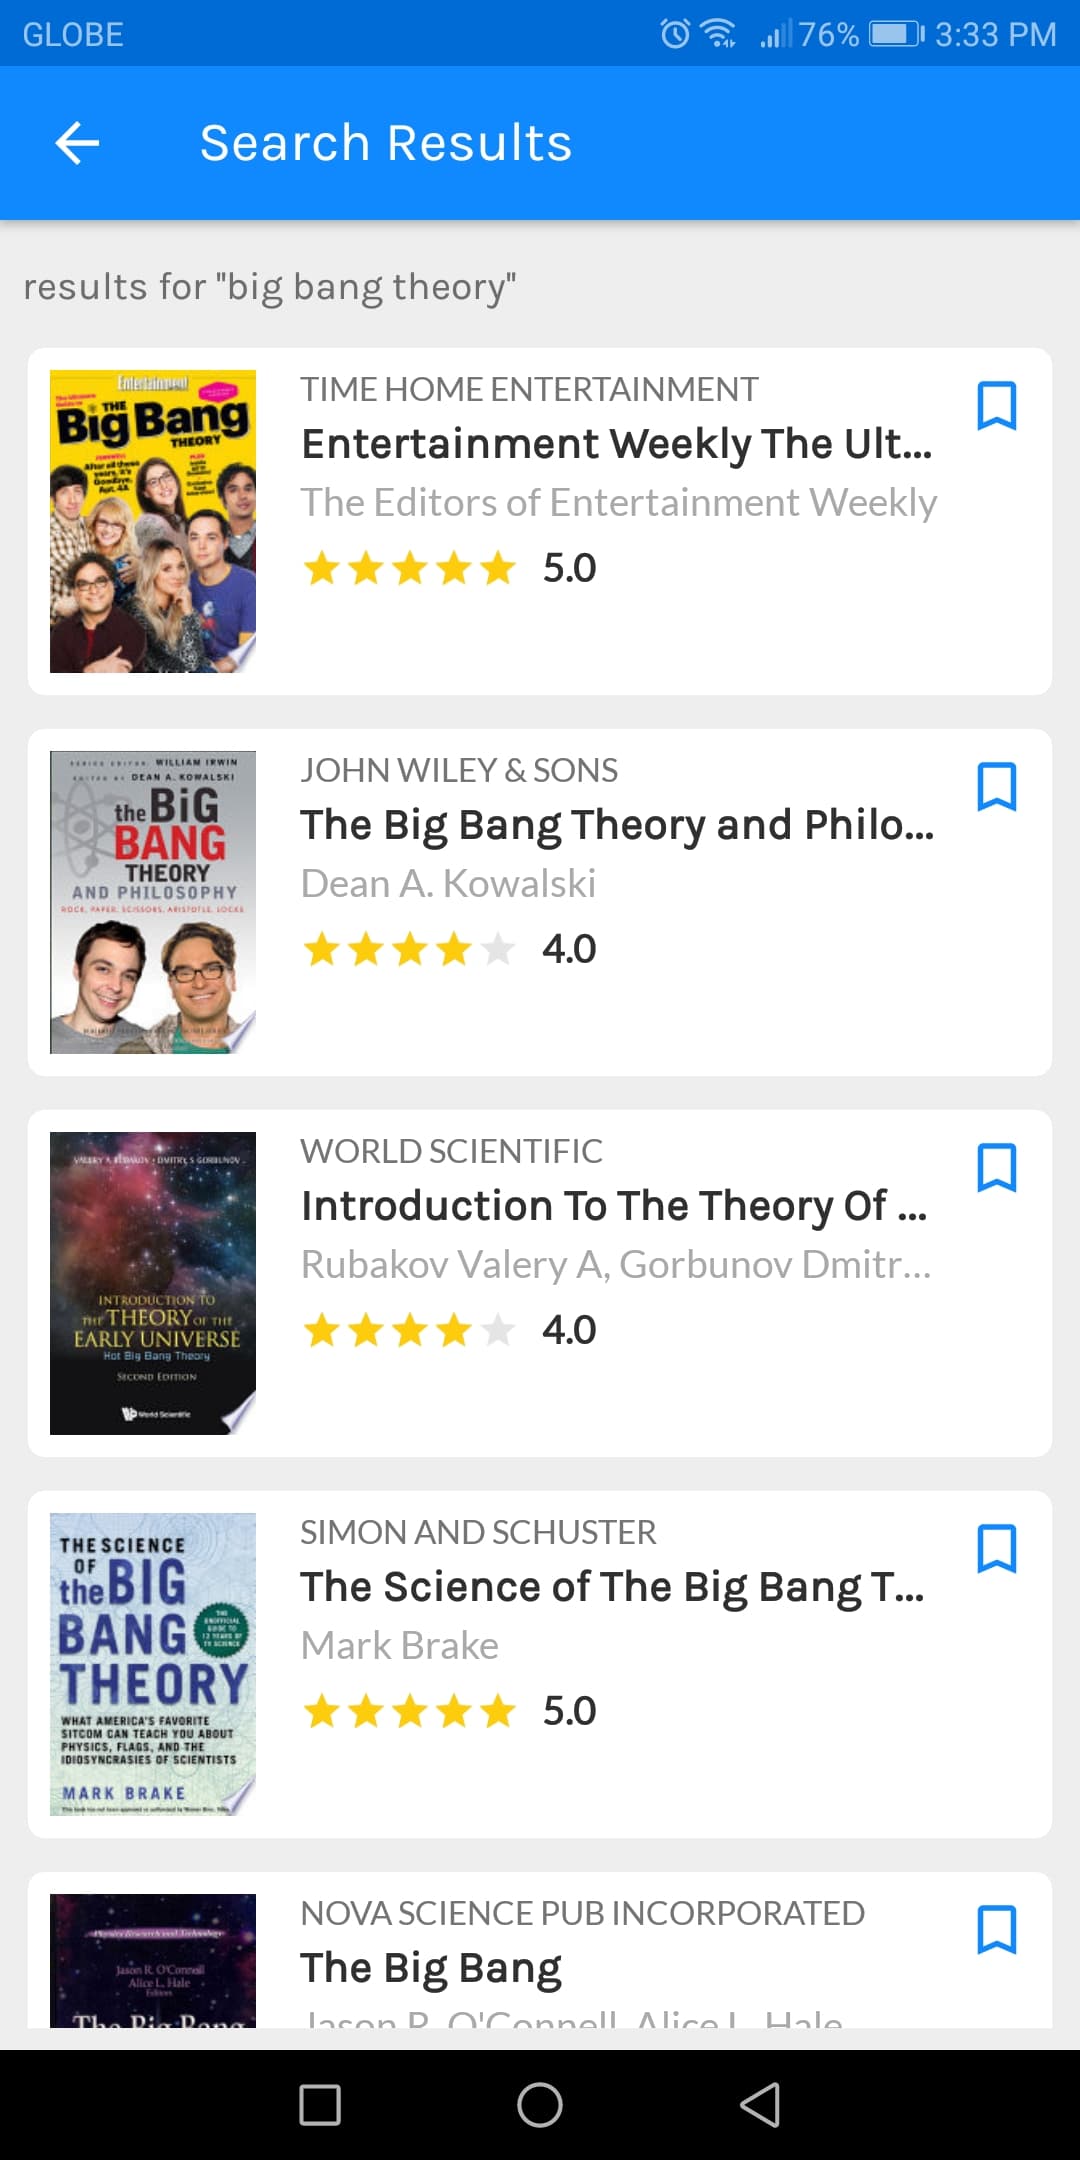 GLOBE
76%
3:33 PM
Search Results
results for "big bang theory"
Entertainment
THE
Big Bang
THEORY
TIME HOME ENTERTAINMENT
Entertainment Weekly The Ult...
The Editors of Entertainment Weekly
5.0
SERIES EDITOR WILLIAM IRWIN
EDITED BY DEAN A. KOWALSKI
the BiG
BANG
THEORY
AND PHILOSOPHY
ROCK, PAPER, SCISSORS, ARISTOTLE, LOCKE
JOHN WILEY & SONS
The Big Bang Theory and Philo...
Dean A. Kowalski
4.0
VALERY A RUBAKOV • DMITRY S GORBUNOV
INTRODUCTION TO
THE THEORY OF THE
EARLY UNIVERSE
Hot Big Bang Theory
SECOND EDITION
World Scientific
WORLD SCIENTIFIC
Introduction To The Theory Of ...
Rubakov Valery A, Gorbunov Dmitr...
4.0
THE SCIENCE
OF
the BIG
BANG
THEORY
THE
UNOFFICIAL
GUIDE TO
12 YEARS OF
TV SCIENCE
WHAT AMERICA'S FAVORITE
SITCOM CAN TEACH YOU ABOUT
PHYSICS, FLAGS, AND THE
IDIOSYNCRASIES OF SCIENTISTS
MARK BRAKE
SIMON AND SCHUSTER
The Science of The Big Bang T...
Mark Brake
5.0
Physics Research and Technology
Jason R. O'Connell
Alice L. Hale
Editors
The Big Bang
NOVA SCIENCE PUB INCORPORATED
The Big Bang
Jason R. O'Connell, Alice L. Hale